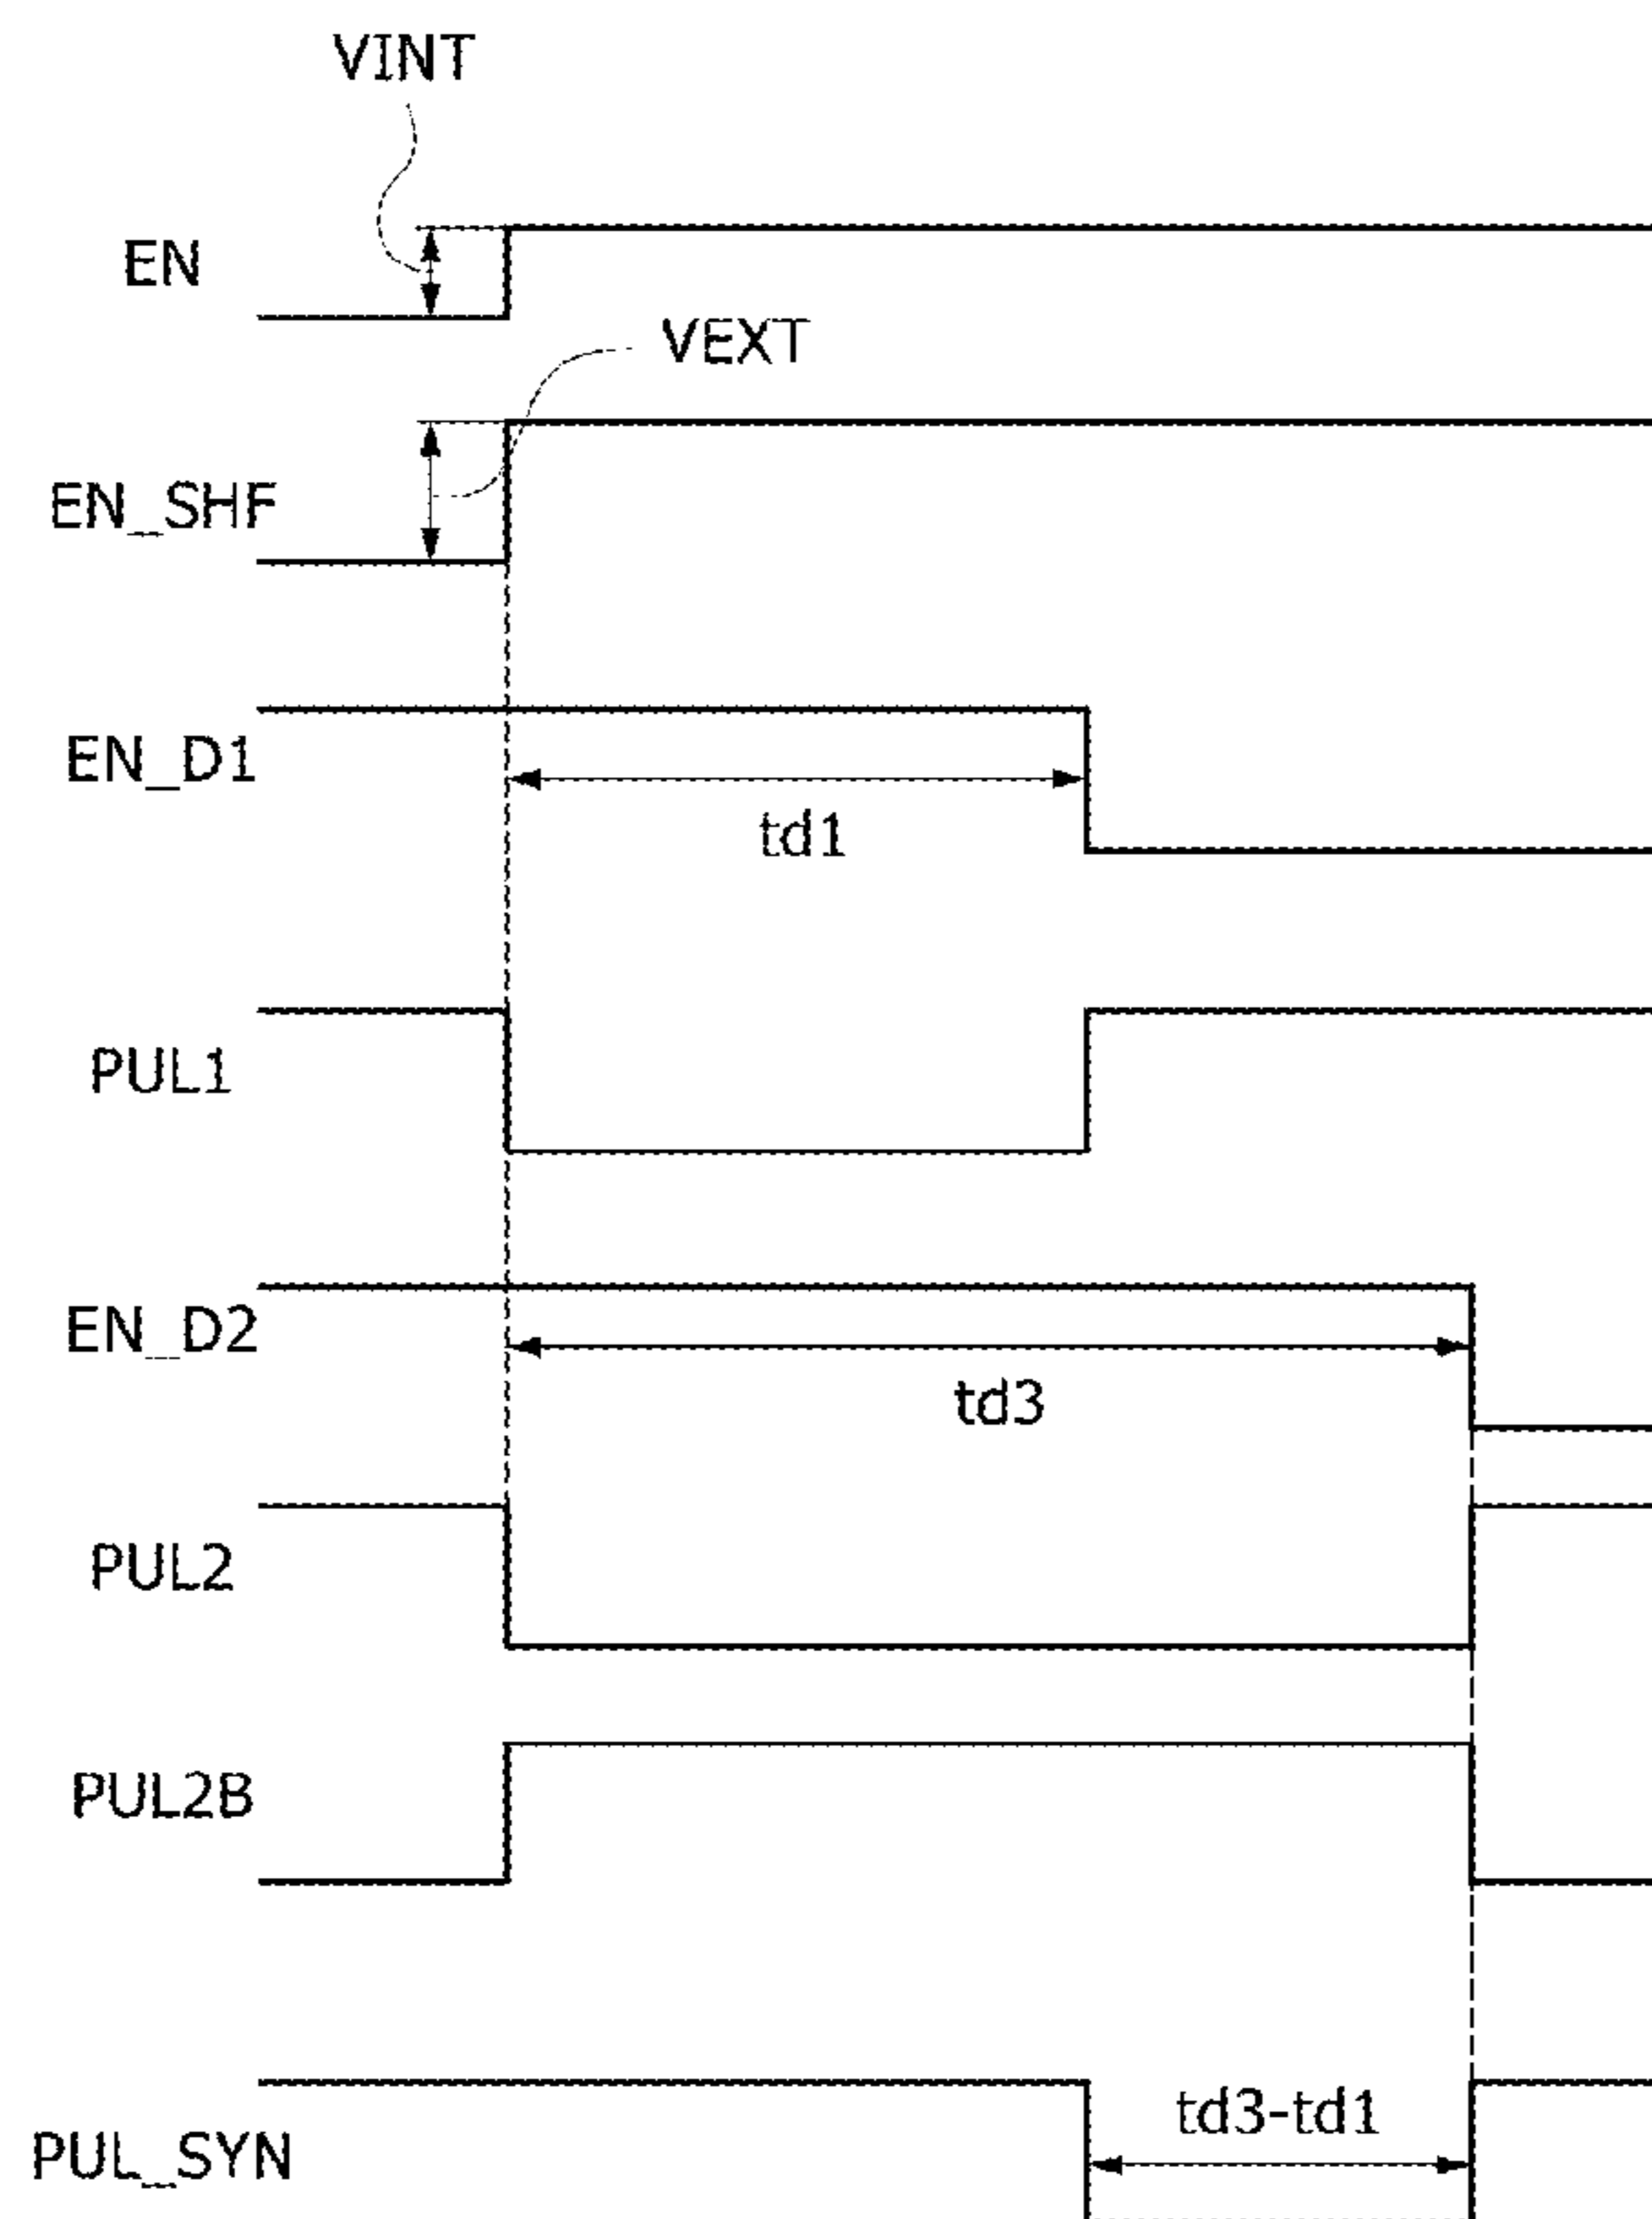 VINT
EN
VEXT
EN_SHF
EN_D1
td1
PUL1
EN_D2
td3
PUL2
PUL2B
td3-td1
PUL_SYN